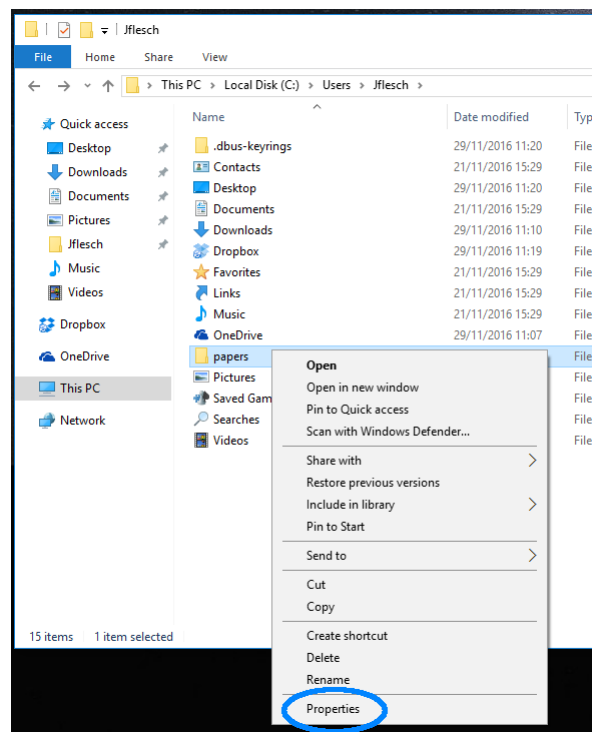 Jflesch
File Home Share View
This PC > Local Disk (C:) > Users > Jflesch >
Name Date modified Typ
Quick access
Desktop
Downloads
Documents
Pictures
Jflesch
Music
Videos
Dropbox
OneDrive
This PC
Network
.dbus-keyrings 29/11/2016 11:20 File
Contacts 21/11/2016 15:29 File
Desktop 29/11/2016 11:20 File
Documents 21/11/2016 15:29 File
Downloads 29/11/2016 11:10 File
Dropbox 29/11/2016 11:19 File
Favorites 21/11/2016 15:29 File
Links 21/11/2016 15:29 File
Music 21/11/2016 15:29 File
OneDrive 29/11/2016 11:07 File
papers File
Pictures File
Saved Gam File
Searches File
Videos File
Open
Open in new window
Pin to Quick access
Scan with Windows Defender...
Share with
Restore previous versions
Include in library
Pin to Start
Send to
Cut
Copy
Create shortcut
Delete
Rename
Properties
15 items 1 item selected